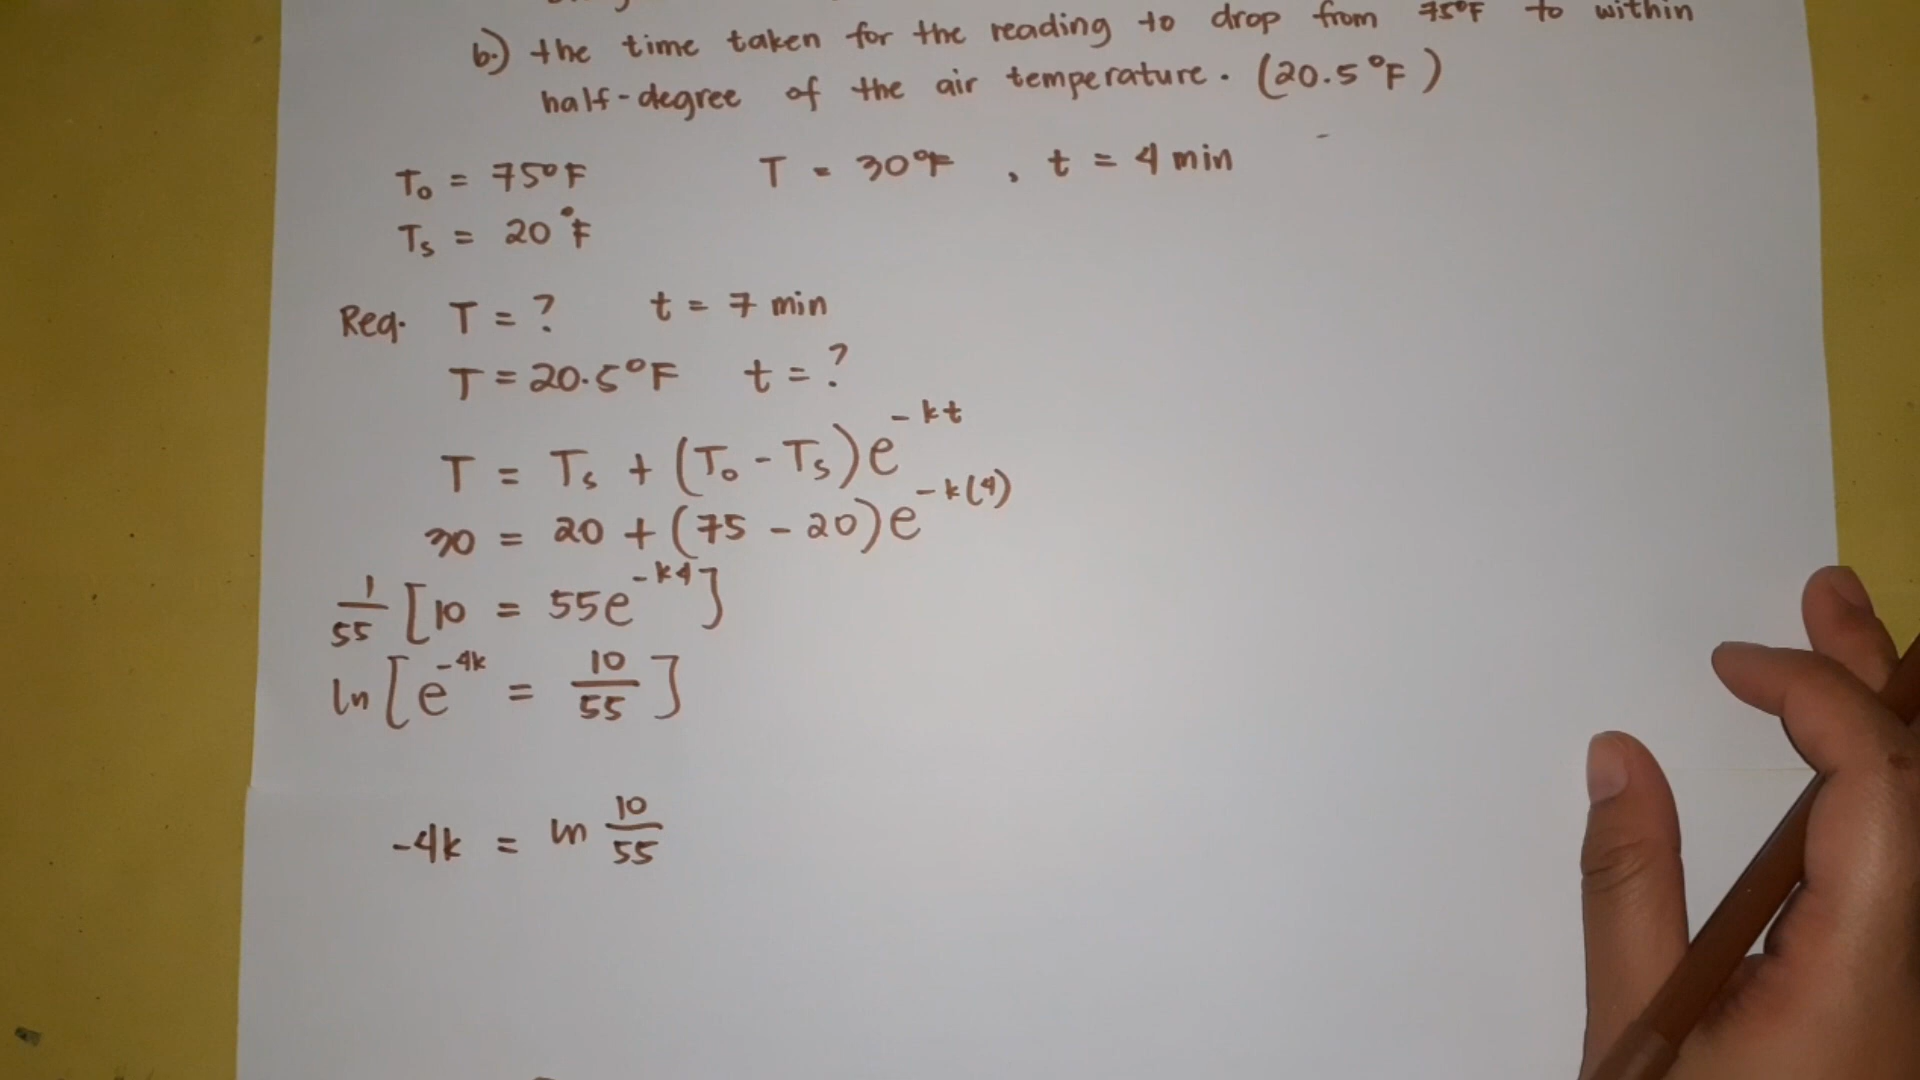 b.) the time taken for the reading to drop from 75°F to within
half-degree of the air temperature. (20.5°F)
T₀ = 75°F T = 30°F , t = 4 min
Tₛ = 20°F
Req. T = ? t = 7 min
T = 20.5°F t = ?
T = Tₛ + (T₀ - Tₛ)e^-kt
30 = 20 + (75 - 20)e^-k(4)
1/55 [10 = 55e^-k4]
ln [e^-4k = 10/55]
-4k = ln 10/55